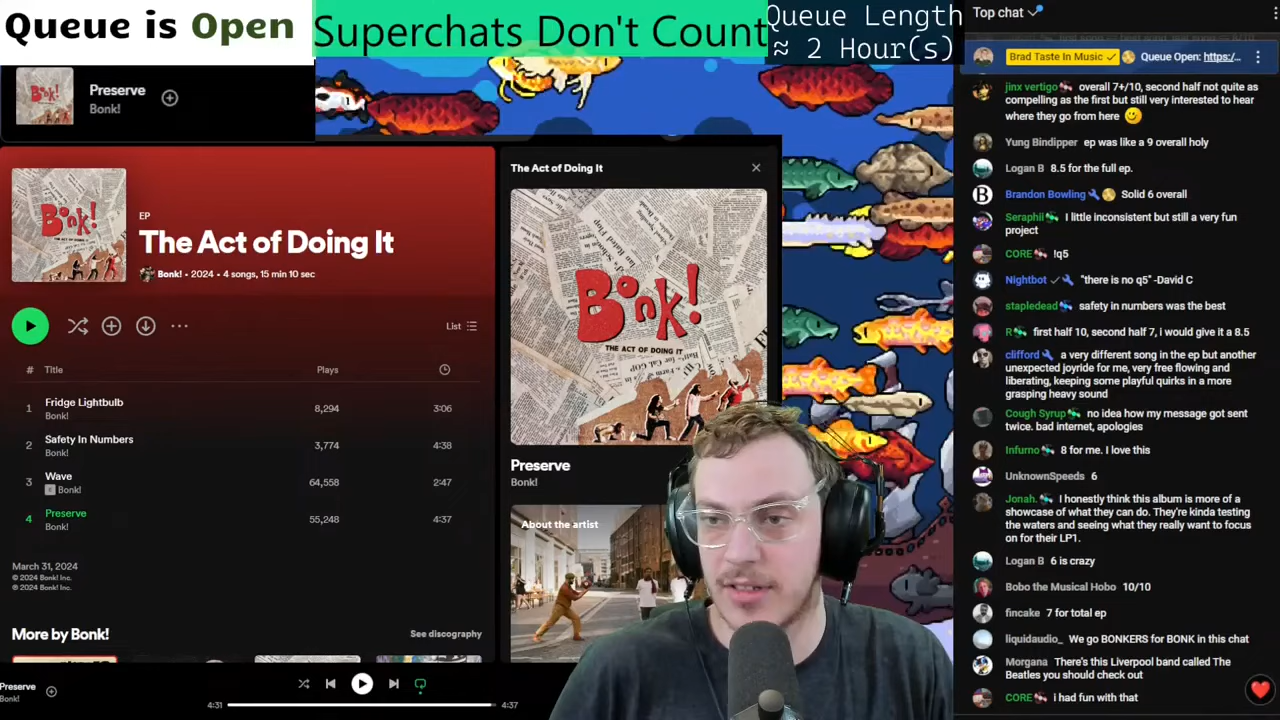 Queue is Open
Superchats Don't Count
Queue Length
≈ 2 Hour(s)
Preserve
Bonk!
EP
The Act of Doing It
Bonk! • 2024 • 4 songs, 15 min 10 sec
List
# Title Plays
1 Fridge Lightbulb 8,294 3:06
Bonk!
2 Safety In Numbers 3,774 4:38
Bonk!
3 Wave 64,558 2:47
E Bonk!
4 Preserve 55,248 4:37
Bonk!
March 31, 2024
© 2024 Bonk! Inc.
℗ 2024 Bonk! Inc.
More by Bonk!
See discography
Preserve
Bonk!
4:31
4:37
The Act of Doing It
Bonk!
THE ACT OF DOING IT
Preserve
Bonk!
About the artist
Top chat
Brad Taste In Music Queue Open: https:/...
jinx vertigo overall 7+/10, second half not quite as
compelling as the first but still very interested to hear
where they go from here
Yung Bindipper ep was like a 9 overall holy
Logan B 8.5 for the full ep.
Brandon Bowling Solid 6 overall
Seraphli I little inconsistent but still a very fun
project
CORE !q5
Nightbot "there is no q5" -David C
stapledead safety in numbers was the best
R first half 10, second half 7, i would give it a 8.5
clifford a very different song in the ep but another
unexpected joyride for me, very free flowing and
liberating, keeping some playful quirks in a more
grasping heavy sound
Cough Syrup no idea how my message got sent
twice. bad internet, apologies
Infurno 8 for me. I love this
UnknownSpeeds 6
Jonah. I honestly think this album is more of a
showcase of what they can do. They're kinda testing
the waters and seeing what they really want to focus
on for their LP1.
Logan B 6 is crazy
Bobo the Musical Hobo 10/10
fincake 7 for total ep
liquidaudio_ We go BONKERS for BONK in this chat
Morgana There's this Liverpool band called The
Beatles you should check out
CORE i had fun with that